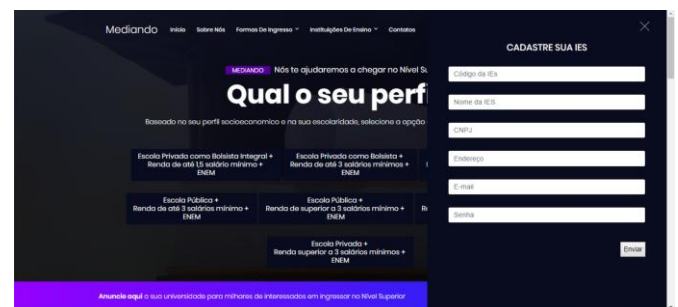 Mediando Início Sobre Nós Formas De Ingresso Instituições De Ensino Contatos
MEDIANDO Nós te ajudaremos a chegar no Nível Su
Qual o seu perfi
Baseado no seu perfil socioeconomico e na sua escolaridade, selecione a opção
Escola Privada como Bolsista Integral +
Renda de até 1,5 salário mínimo +
ENEM
Escola Privada como Bolsista +
Renda de até 3 salários mínimos +
ENEM
Escola Pública +
Renda de até 3 salários mínimo +
ENEM
Escola Pública +
Renda de superior a 3 salários mínimo +
ENEM
Escola Privada +
Renda superior a 3 salários mínimos +
ENEM
Anuncie aqui a sua universidade para milhares de interessados em ingressar no Nível Superior
CADASTRE SUA IES
Código da IEs
Nome da IES
CNPJ
Endereço
E-mail
Senha
Enviar